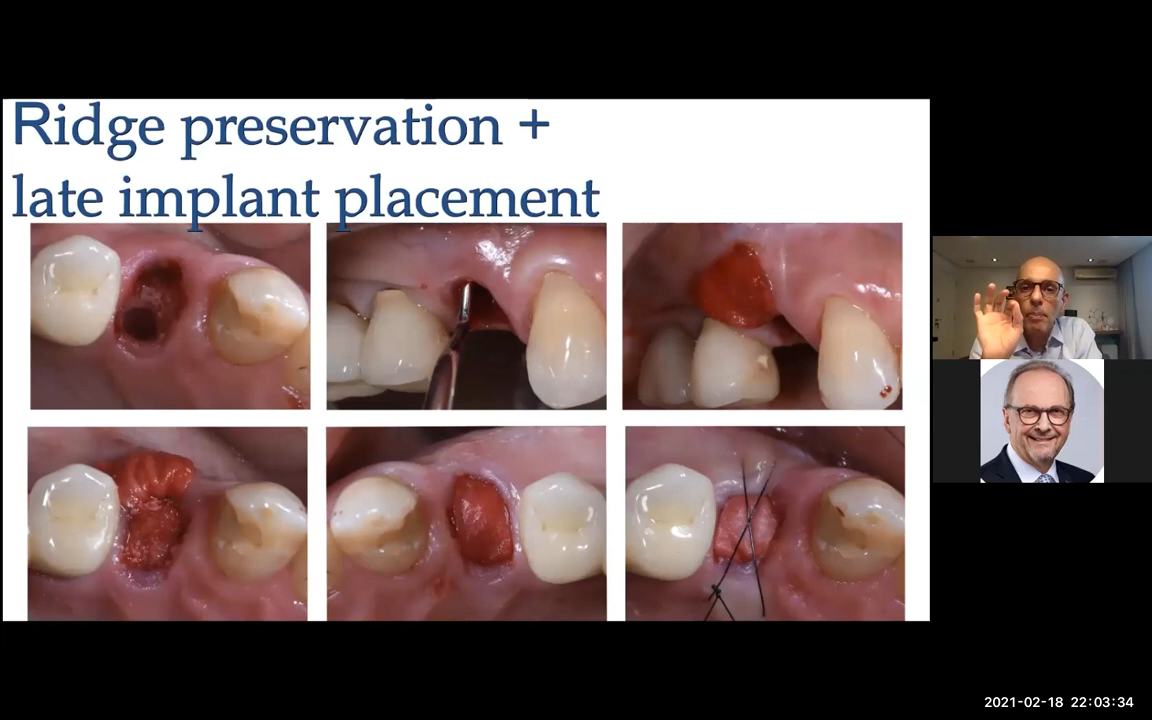 Ridge preservation +
late implant placement
2021-02-18 22:03:34